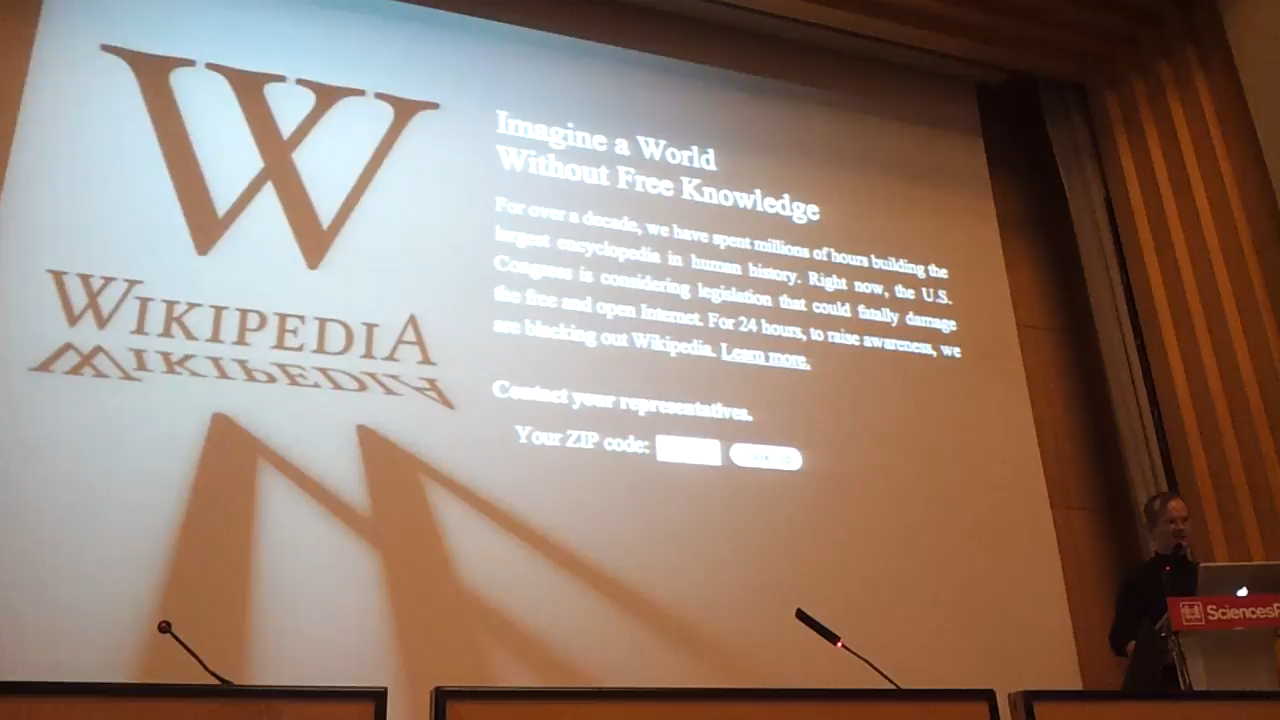 W
WIKIPEDIA
WIKIPEDIA
Imagine a World
Without Free Knowledge
For over a decade, we have spent millions of hours building the
largest encyclopedia in human history. Right now, the U.S.
Congress is considering legislation that could fatally damage
the free and open Internet. For 24 hours, to raise awareness, we
are blacking out Wikipedia. Learn more.
Contact your representatives.
Your ZIP code:
SciencesP